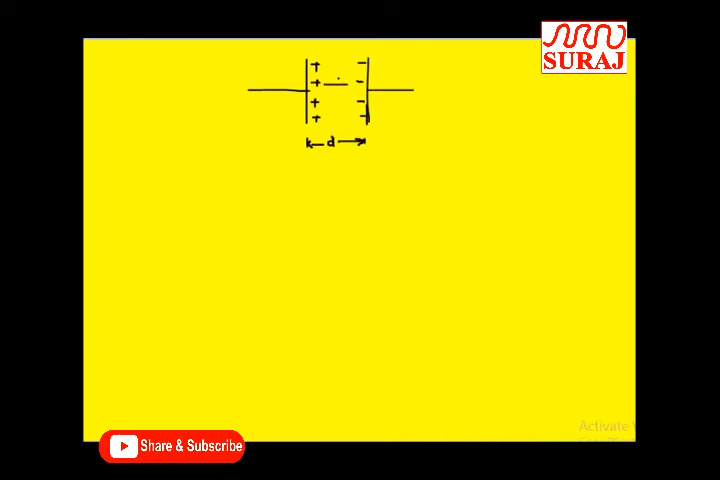 SURAJ
+ -
+ -
+ -
+ -
d
Share & Subscribe